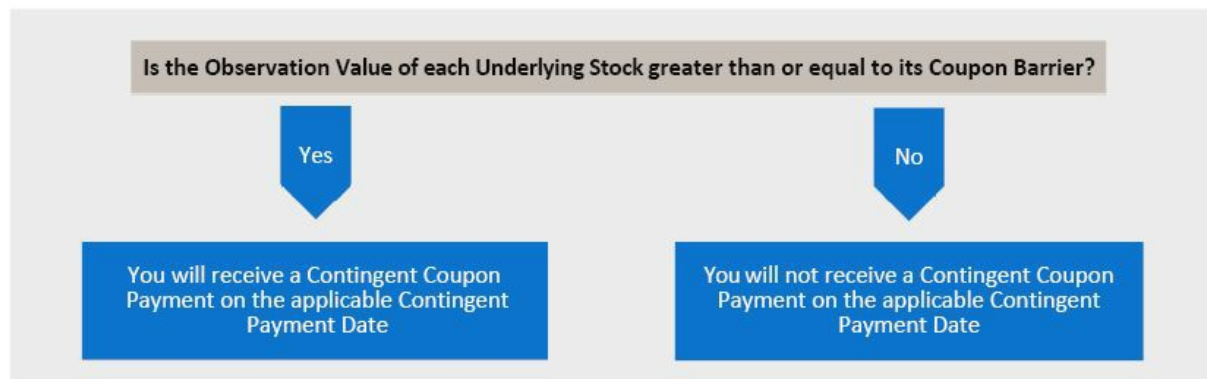 Is the Observation Value of each Underlying Stock greater than or equal to its Coupon Barrier?
Yes
No
You will receive a Contingent Coupon
Payment on the applicable Contingent
Payment Date
You will not receive a Contingent Coupon
Payment on the applicable Contingent
Payment Date